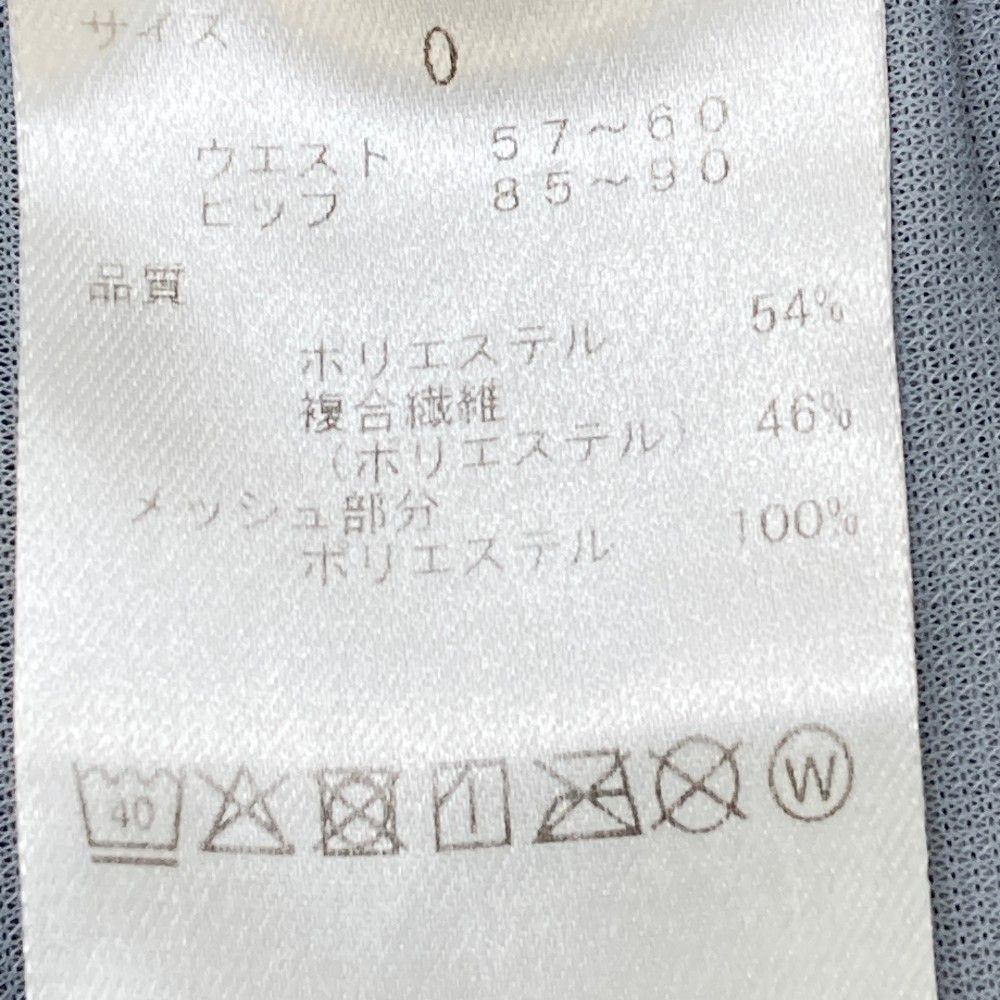 サイズ 0
ウエスト 57～60
ヒップ 85～90
品質
ポリエステル 54%
複合繊維 46%
(ポリエステル)
メッシュ部分
ポリエステル 100%
40 W